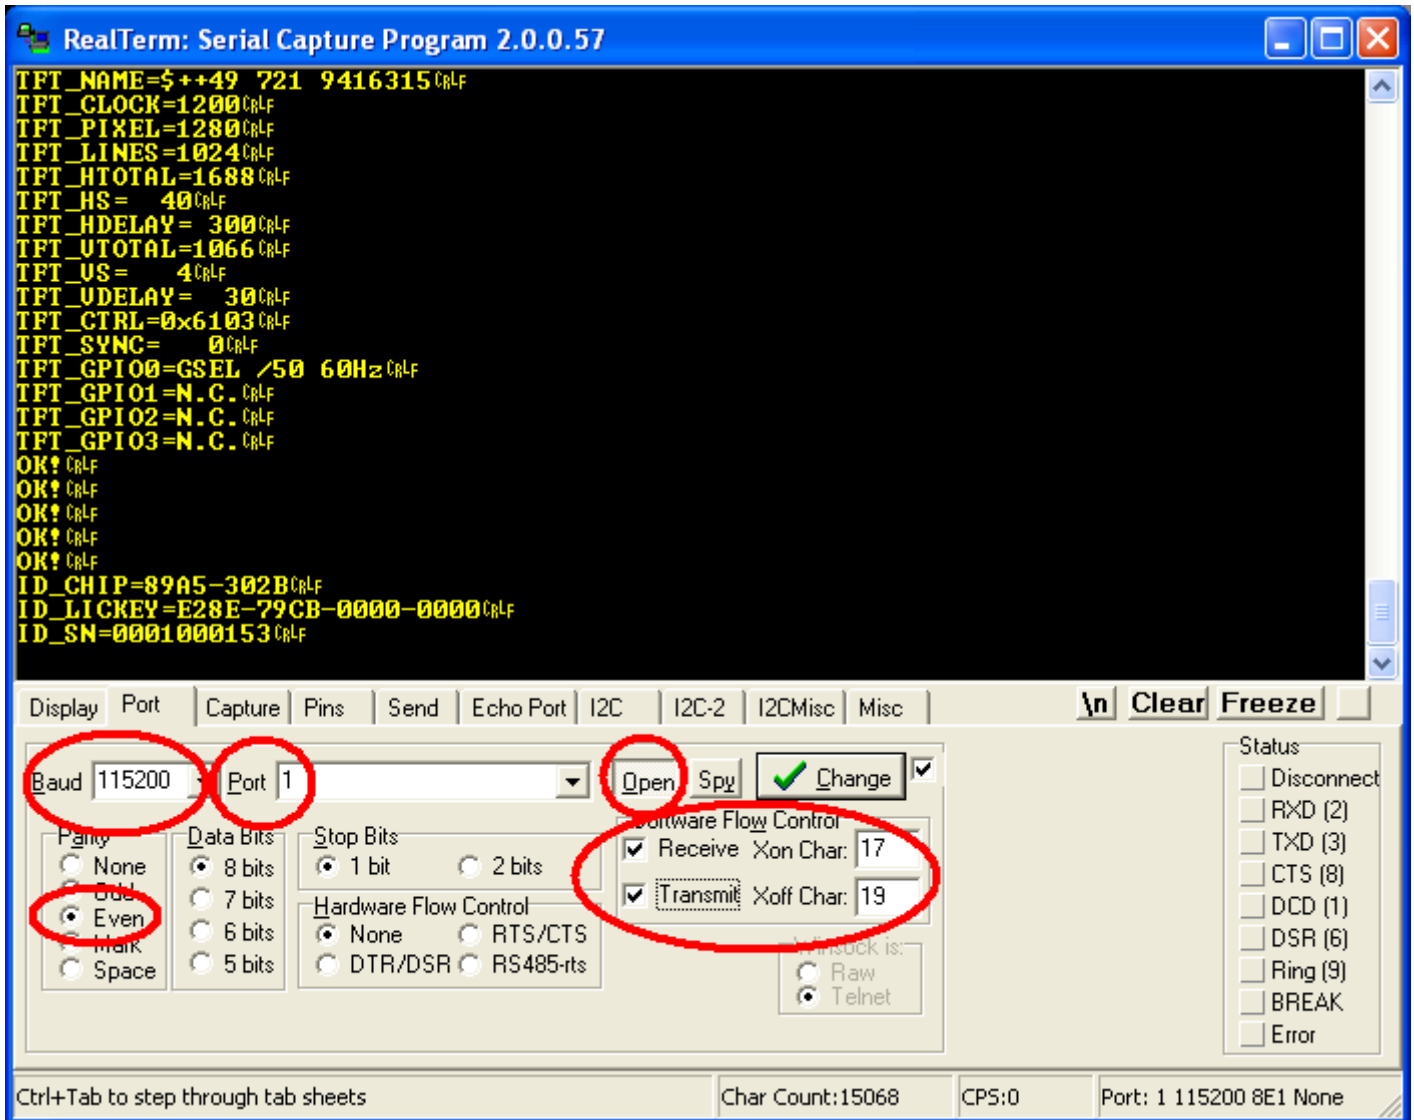 RealTerm: Serial Capture Program 2.0.0.57
TFT_NAME=$++49 721 9416315CRLF
TFT_CLOCK=1200CRLF
TFT_PIXEL=1280CRLF
TFT_LINES=1024CRLF
TFT_HTOTAL=1688CRLF
TFT_HS=  40CRLF
TFT_HDELAY= 300CRLF
TFT_VTOTAL=1066CRLF
TFT_VS=   4CRLF
TFT_VDELAY=  30CRLF
TFT_CTRL=0x6103CRLF
TFT_SYNC=   0CRLF
TFT_GPIO0=GSEL /50 60HzCRLF
TFT_GPIO1=N.C.CRLF
TFT_GPIO2=N.C.CRLF
TFT_GPIO3=N.C.CRLF
OK!CRLF
OK!CRLF
OK!CRLF
OK!CRLF
OK!CRLF
ID_CHIP=89A5-302BCRLF
ID_LICKEY=E28E-79CB-0000-0000CRLF
ID_SN=0001000153CRLF
Display Port Capture Pins Send Echo Port I2C I2C-2 I2CMisc Misc \n Clear Freeze
Baud 115200 Port 1 Open Spy Change
Parity
None
Odd
Even
Mark
Space
Data Bits
8 bits
7 bits
6 bits
5 bits
Stop Bits
1 bit 2 bits
Hardware Flow Control
None RTS/CTS
DTR/DSR RS485-rts
Software Flow Control
Receive Xon Char: 17
Transmit Xoff Char: 19
Winsock is:
Raw
Telnet
Status
Disconnect
RXD (2)
TXD (3)
CTS (8)
DCD (1)
DSR (6)
Ring (9)
BREAK
Error
Ctrl+Tab to step through tab sheets Char Count:15068 CPS:0 Port: 1 115200 8E1 None